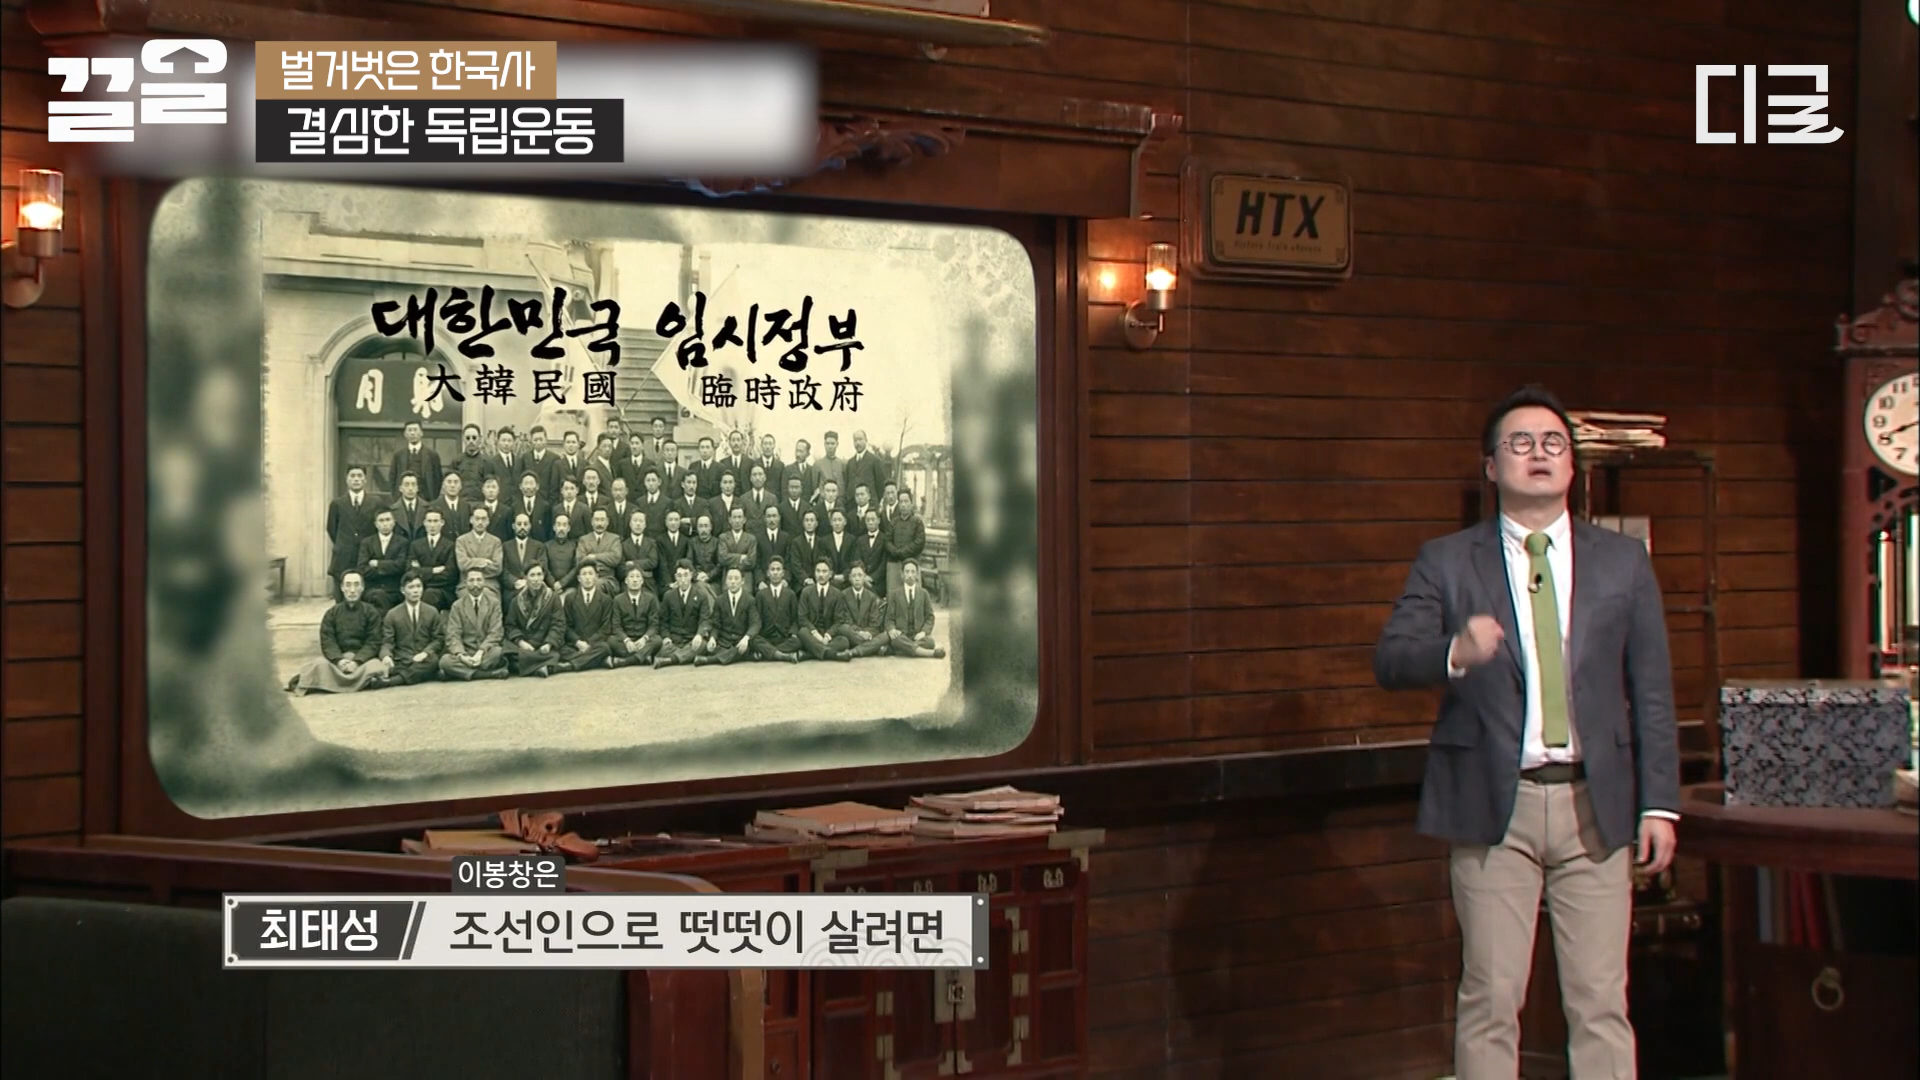 끌올
벌거벗은 한국사
결심한 독립운동
디글
HTX
대한민국 임시정부
大韓民國 臨時政府
이봉창은
최태성 조선인으로 떳떳이 살려면